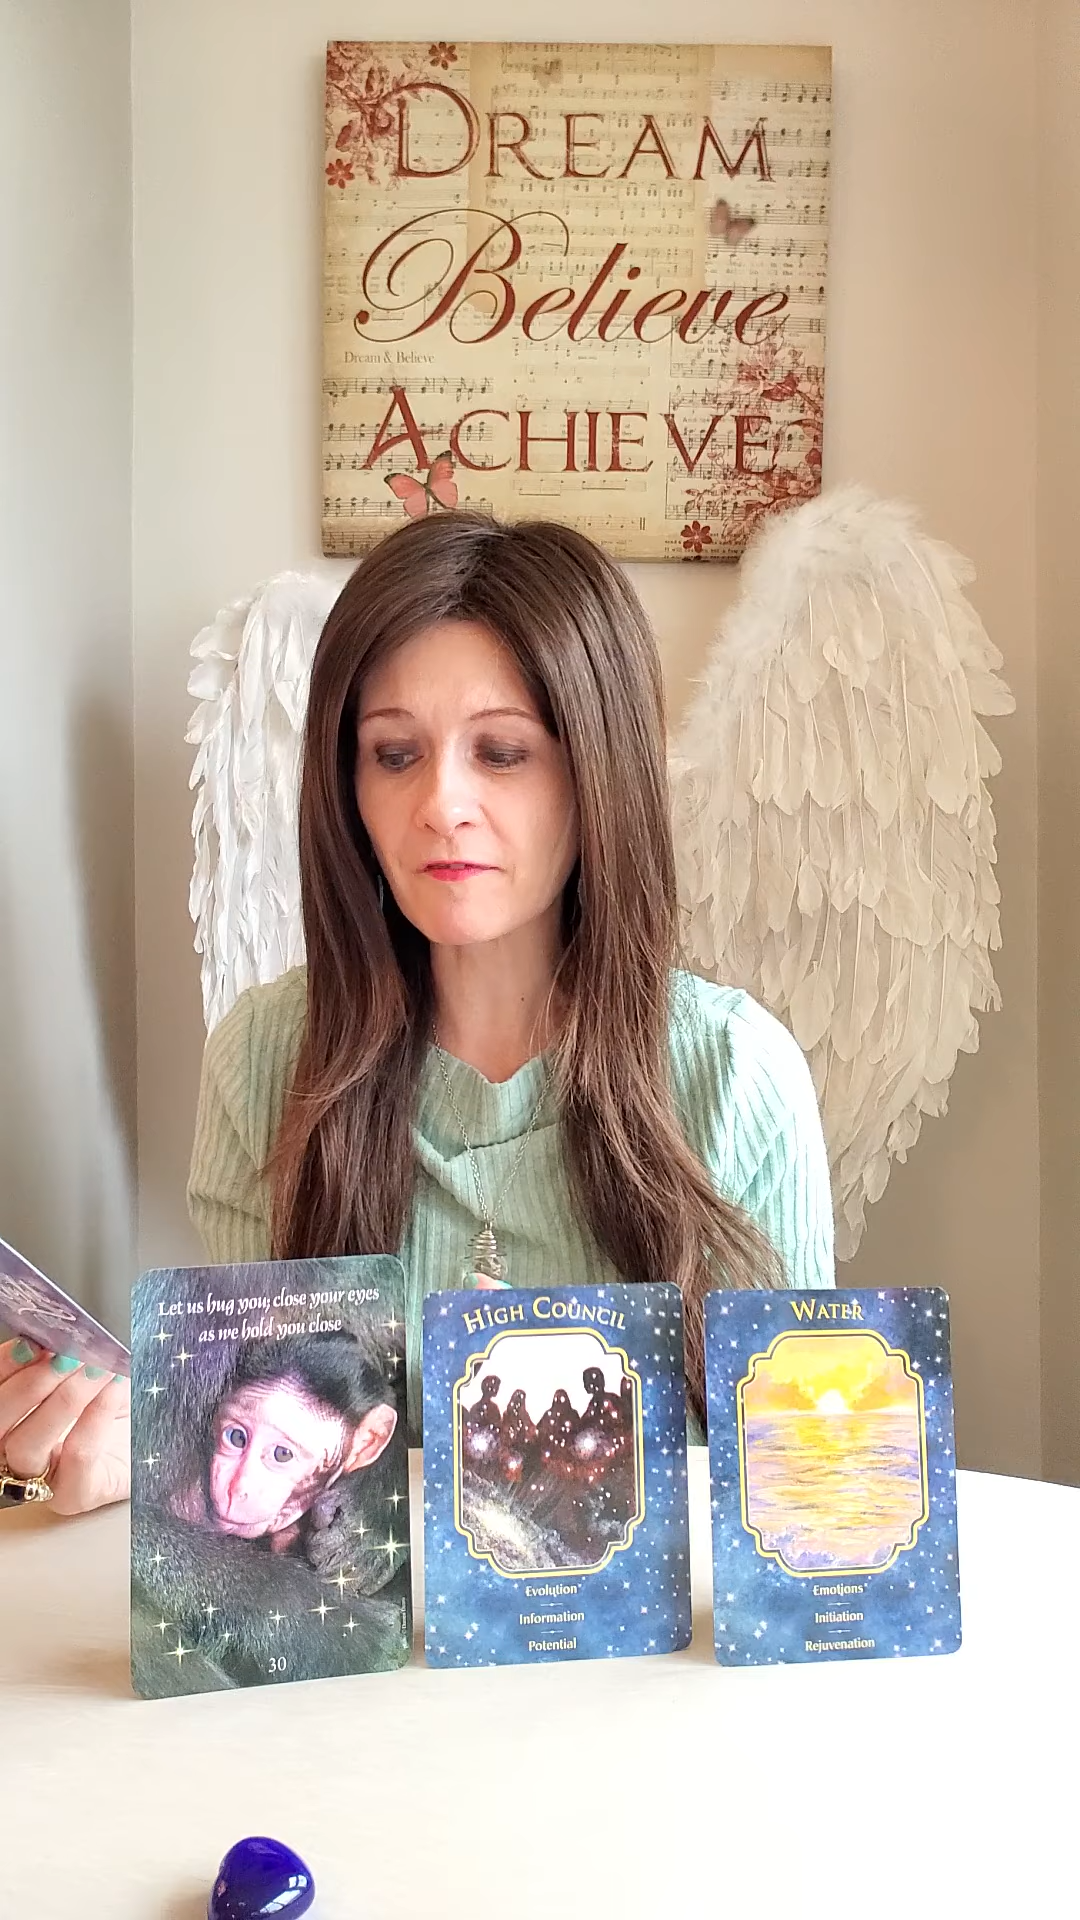 DREAM
Believe
Dream & Believe
ACHIEVE
Let us hug you; close your eyes
as we hold you close
30
HIGH COUNCIL
Evolution
Information
Potential
WATER
Emotions
Initiation
Rejuvenation